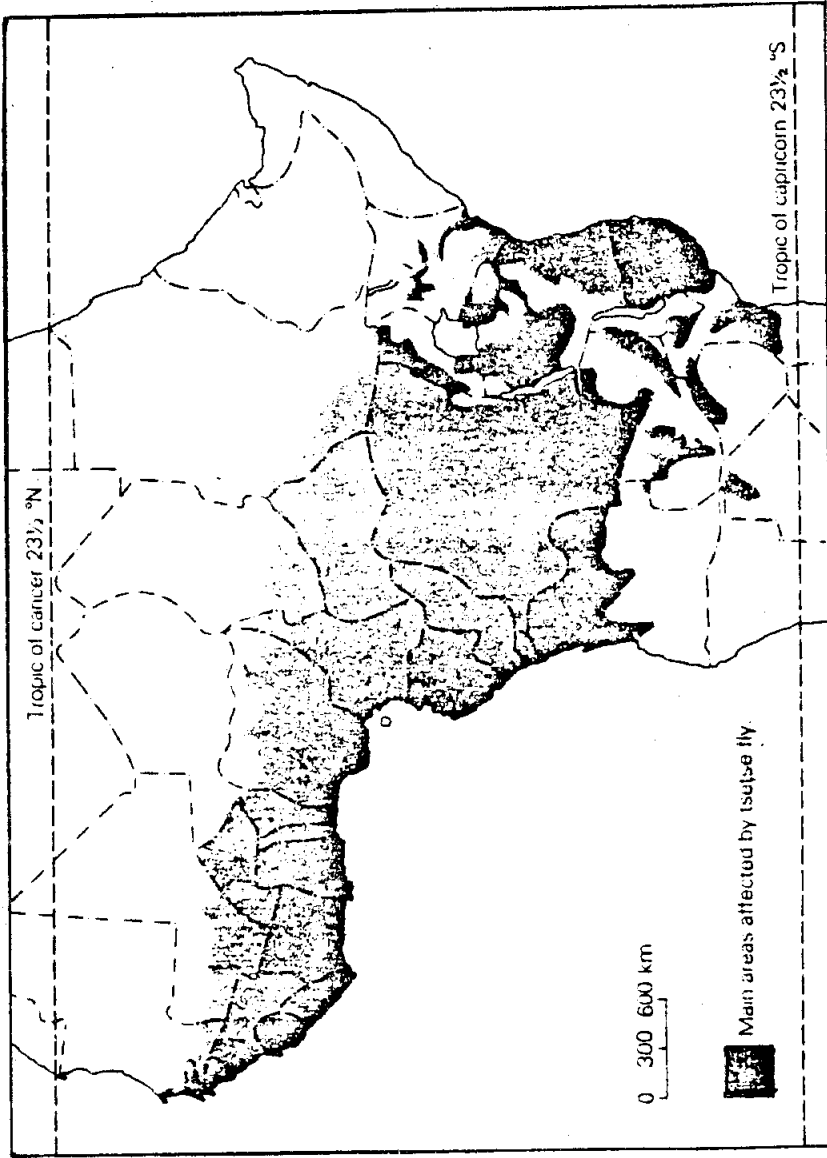 Tropic of cancer 23½ °N
Tropic of capricorn 23½ °S
0 300 600 km
Main areas affected by tsetse fly.